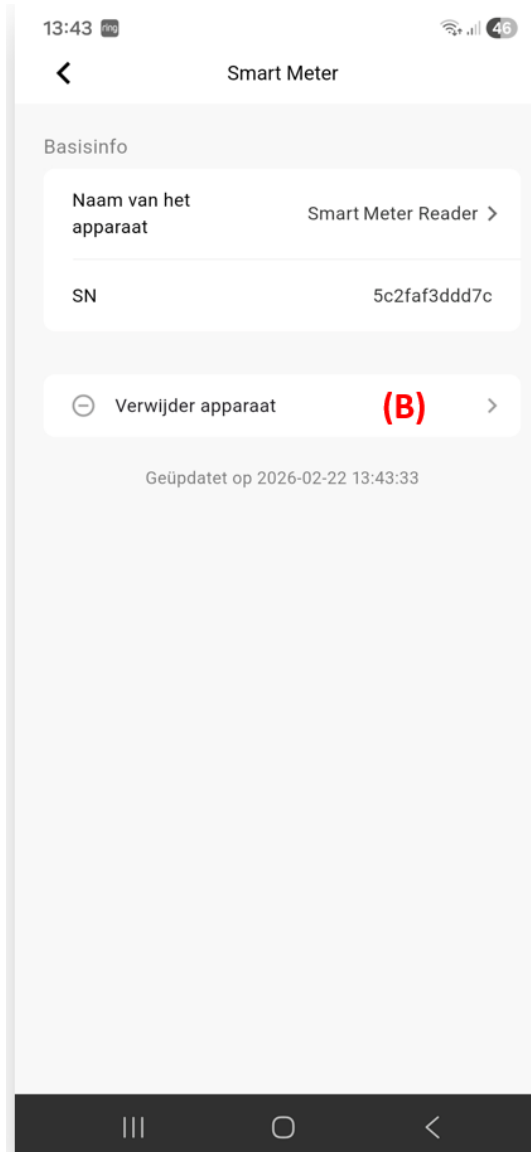 13:43 ring 46
Smart Meter
Basisinfo
Naam van het
apparaat
Smart Meter Reader
SN 5c2faf3ddd7c
Verwijder apparaat (B)
Geüpdatet op 2026-02-22 13:43:33